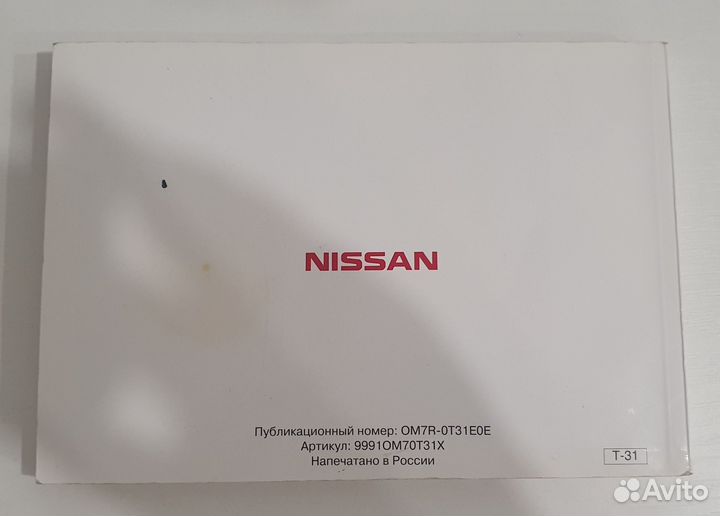 NISSAN
Публикационный номер: OM7R-0T31E0E
Артикул: 9991OM70T31X
Напечатано в России
T-31
Avito